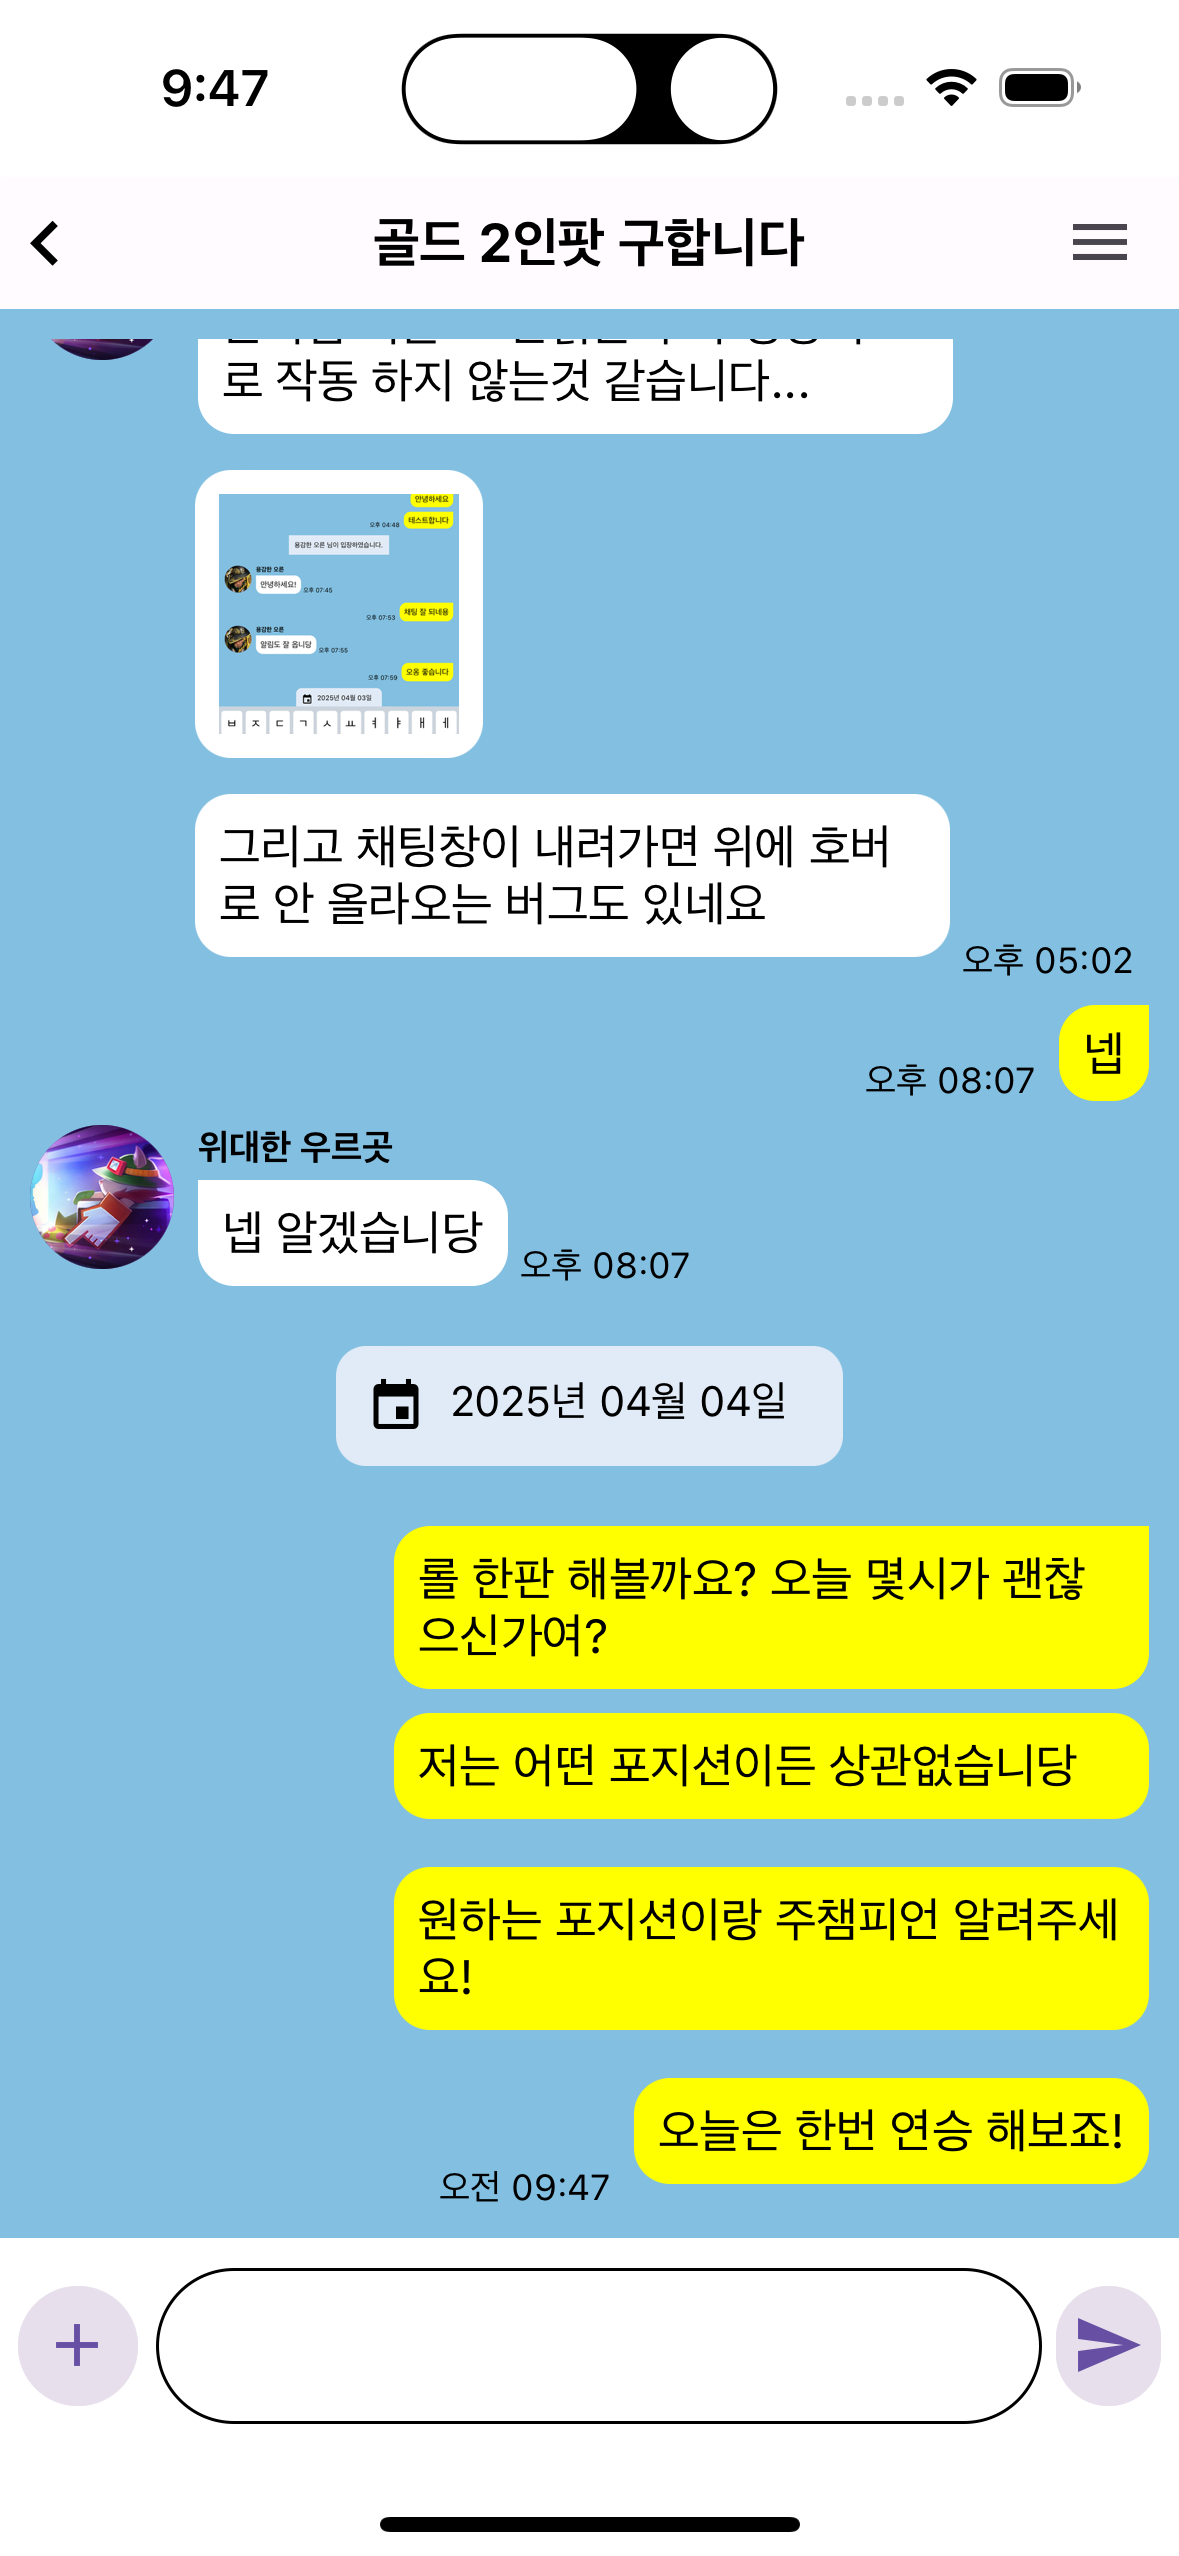 9:47
골드 2인팟 구합니다
로 작동 하지 않는것 같습니다...
안녕하세요
테스트합니다
오후 04:48
용감한 오른 님이 입장하였습니다.
용감한 오른
안녕하세요!
오후 07:45
채팅 잘 되네용
오후 07:53
용감한 오른
알림도 잘 옵니당
오후 07:55
오옹 좋습니다
오후 07:59
2025년 04월 03일
ㅂ ㅈ ㄷ ㄱ ㅅ ㅛ ㅕ ㅑ ㅐ ㅔ
그리고 채팅창이 내려가면 위에 호버
로 안 올라오는 버그도 있네요
오후 05:02
넵
오후 08:07
위대한 우르곳
넵 알겠습니당
오후 08:07
2025년 04월 04일
롤 한판 해볼까요? 오늘 몇시가 괜찮
으신가여?
저는 어떤 포지션이든 상관없습니당
원하는 포지션이랑 주챔피언 알려주세
요!
오늘은 한번 연승 해보죠!
오전 09:47